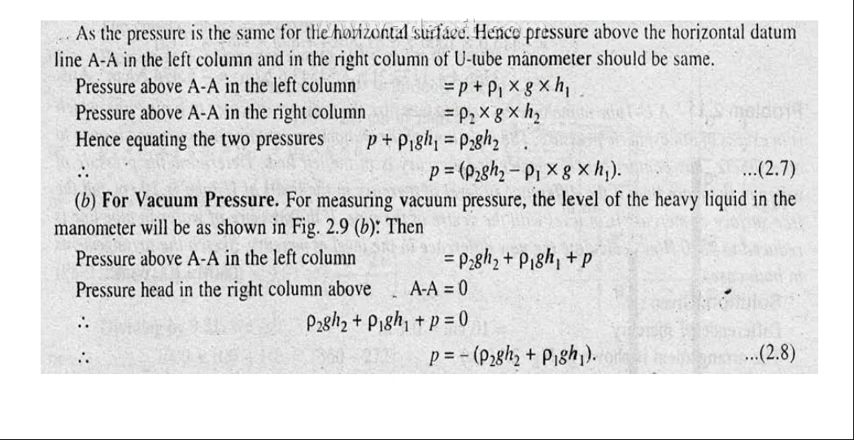 As the pressure is the same for the horizontal surface. Hence pressure above the horizontal datum
line A-A in the left column and in the right column of U-tube manometer should be same.
Pressure above A-A in the left column = p + ρ₁ × g × h₁
Pressure above A-A in the right column = ρ₂ × g × h₂
Hence equating the two pressures p + ρ₁gh₁ = ρ₂gh₂
∴ p = (ρ₂gh₂ – ρ₁ × g × h₁). ...(2.7)
(b) For Vacuum Pressure. For measuring vacuum pressure, the level of the heavy liquid in the
manometer will be as shown in Fig. 2.9 (b). Then
Pressure above A-A in the left column = ρ₂gh₂ + ρ₁gh₁ + p
Pressure head in the right column above A-A = 0
∴ ρ₂gh₂ + ρ₁gh₁ + p = 0
∴ p = – (ρ₂gh₂ + ρ₁gh₁). ...(2.8)